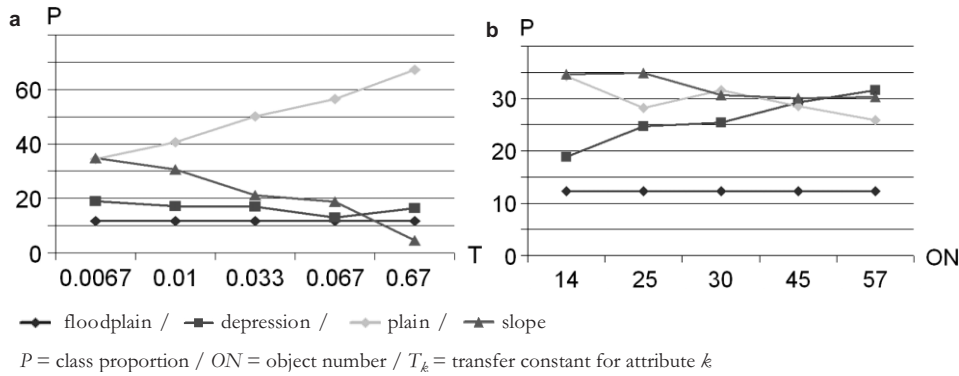 a P
60
40
20
0
0.0067 0.01 0.033 0.067 0.67 T
b P
30
20
10
0
14 25 30 45 57 ON
floodplain / depression / plain / slope
P = class proportion / ON = object number / Tk = transfer constant for attribute k